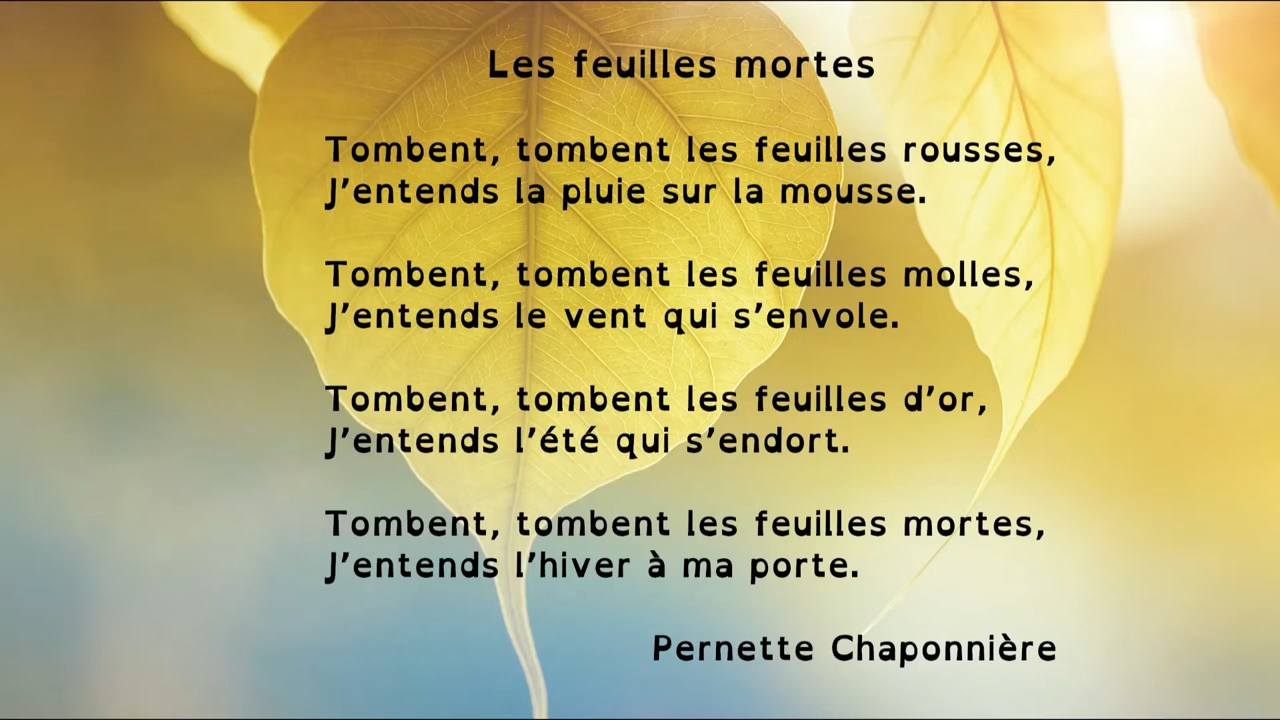 Les feuilles mortes
Tombent, tombent les feuilles rousses,
J’entends la pluie sur la mousse.
Tombent, tombent les feuilles molles,
J’entends le vent qui s’envole.
Tombent, tombent les feuilles d’or,
J’entends l’été qui s’endort.
Tombent, tombent les feuilles mortes,
J’entends l’hiver à ma porte.
Pernette Chaponnière